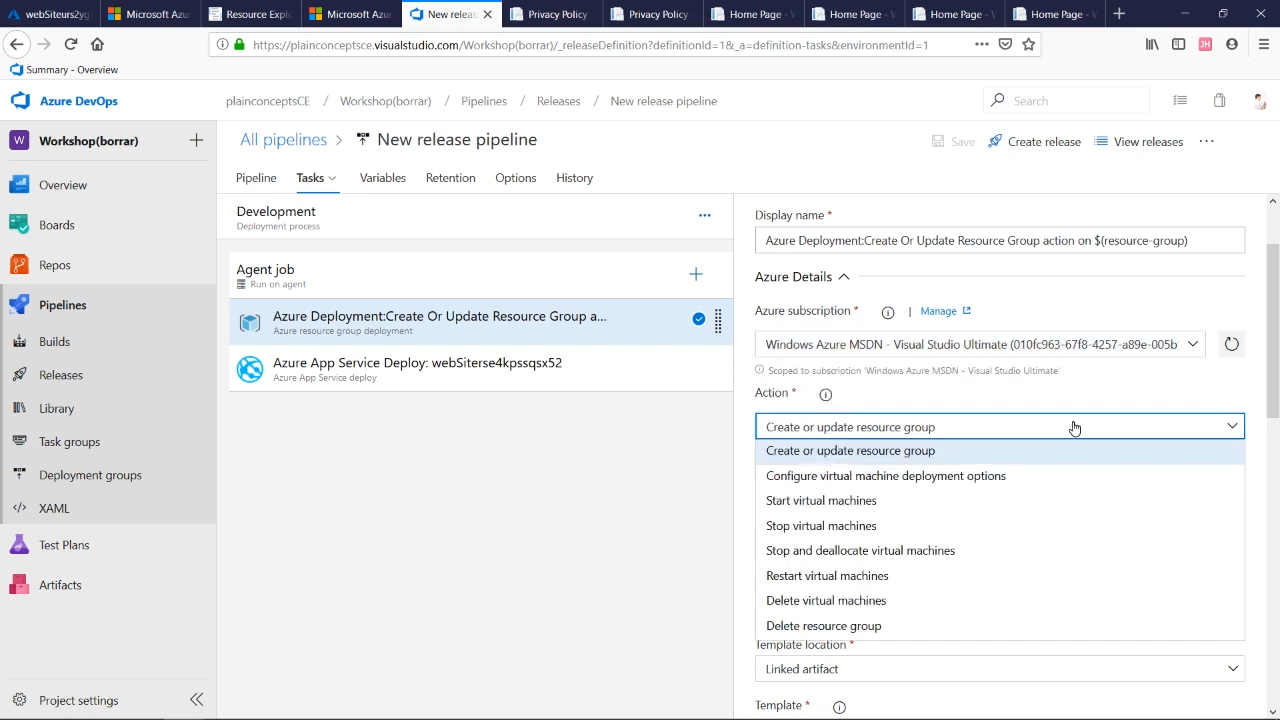 webSiteurs2yg
Microsoft Azu
Resource Expl
Microsoft Azu
New releas
Privacy Policy
Privacy Policy
Home Page -
Home Page -
Home Page -
Home Page -
https://plainconceptsce.visualstudio.com/Workshop(borrar)/_releaseDefinition?definitionId=1&_a=definition-tasks&environmentId=1
Summary - Overview
Azure DevOps
plainconceptsCE / Workshop(borrar) / Pipelines / Releases / New release pipeline
Search
W Workshop(borrar)
Overview
Boards
Repos
Pipelines
Builds
Releases
Library
Task groups
Deployment groups
XAML
Test Plans
Artifacts
Project settings
All pipelines > New release pipeline
Save Create release View releases
Pipeline Tasks Variables Retention Options History
Development
Deployment process
Agent job
Run on agent
Azure Deployment:Create Or Update Resource Group a...
Azure resource group deployment
Azure App Service Deploy: webSiterse4kpssqsx52
Azure App Service deploy
Display name *
Azure Deployment:Create Or Update Resource Group action on $(resource-group)
Azure Details
Azure subscription * | Manage
Windows Azure MSDN - Visual Studio Ultimate (010fc963-67f8-4257-a89e-005b
Scoped to subscription 'Windows Azure MSDN - Visual Studio Ultimate'
Action *
Create or update resource group
Create or update resource group
Configure virtual machine deployment options
Start virtual machines
Stop virtual machines
Stop and deallocate virtual machines
Restart virtual machines
Delete virtual machines
Delete resource group
Template location *
Linked artifact
Template *